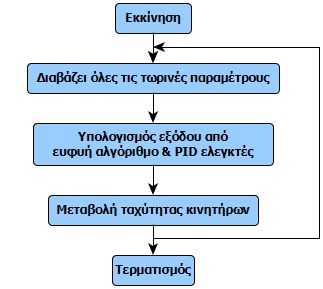 Εκκίνηση
Διαβάζει όλες τις τωρινές παραμέτρους
Υπολογισμός εξόδου από
ευφυή αλγόριθμο & PID ελεγκτές
Μεταβολή ταχύτητας κινητήρων
Τερματισμός